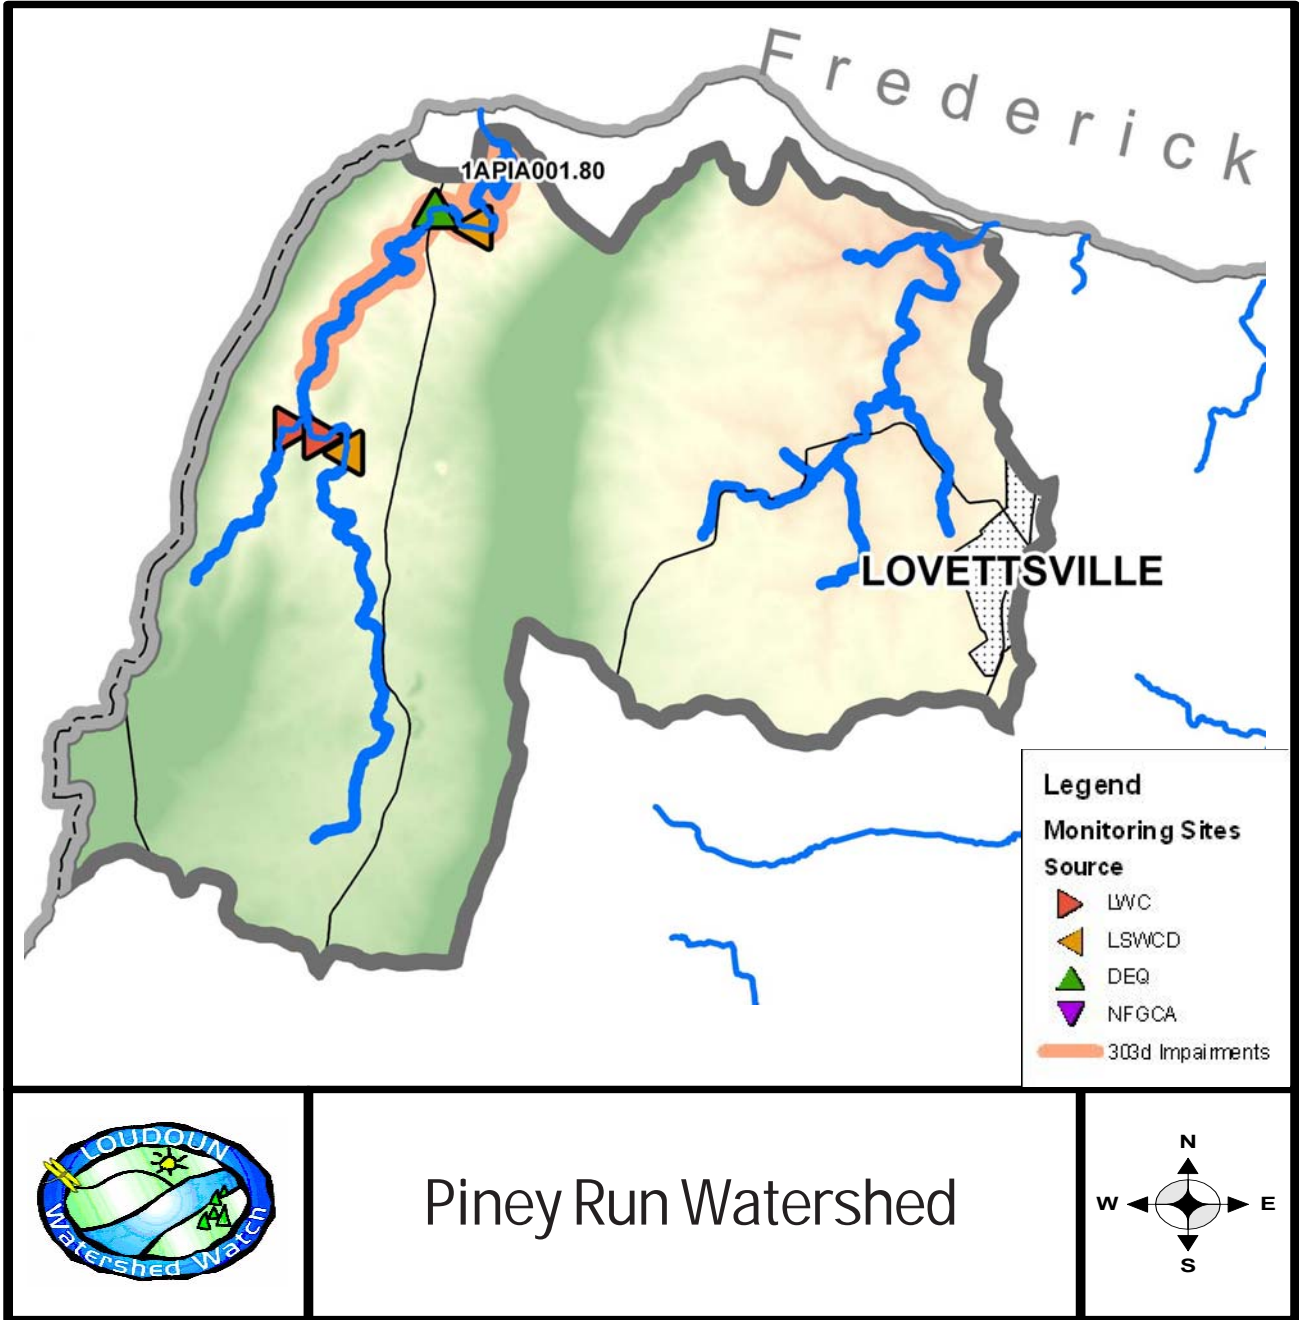 Frederick
1APIA001.80
LOVETTSVILLE
Legend
Monitoring Sites
Source
LWC
LSWCD
DEQ
NFGCA
303d Impairments
LOUDOUN
Watershed Watch
Piney Run Watershed
N
W E
S